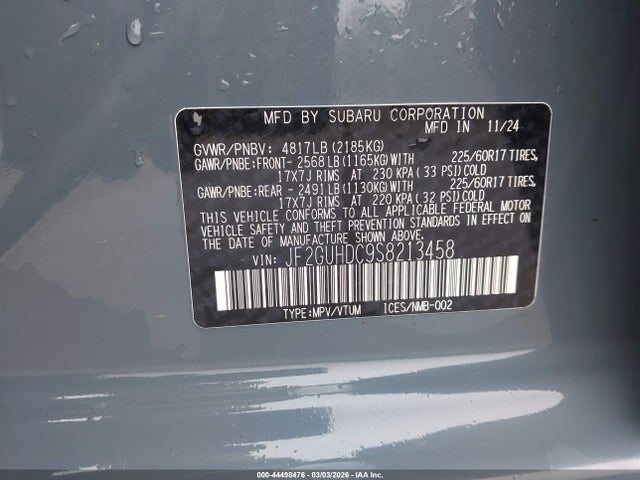 MFD BY SUBARU CORPORATION
MFD IN 11/24
GVWR/PNBV: 4817LB (2185KG)
GAWR/PNBE:FRONT- 2568LB (1165KG)WITH 225/60R17 TIRES,
17X7J RIMS AT 230 KPA (33 PSI)COLD
GAWR/PNBE:REAR - 2491LB (1130KG)WITH 225/60R17 TIRES,
17X7J RIMS AT 220 KPA (32 PSI)COLD
THIS VEHICLE CONFORMS TO ALL APPLICABLE FEDERAL MOTOR
VEHICLE SAFETY AND THEFT PREVENTION STANDARDS IN EFFECT ON
THE DATE OF MANUFACTURE SHOWN ABOVE.
VIN: JF2GUHDC9S8213458
TYPE:MPV/VTUM ICES/NMB-002
000-44498476 | 03/03/2026 - IAA Inc.